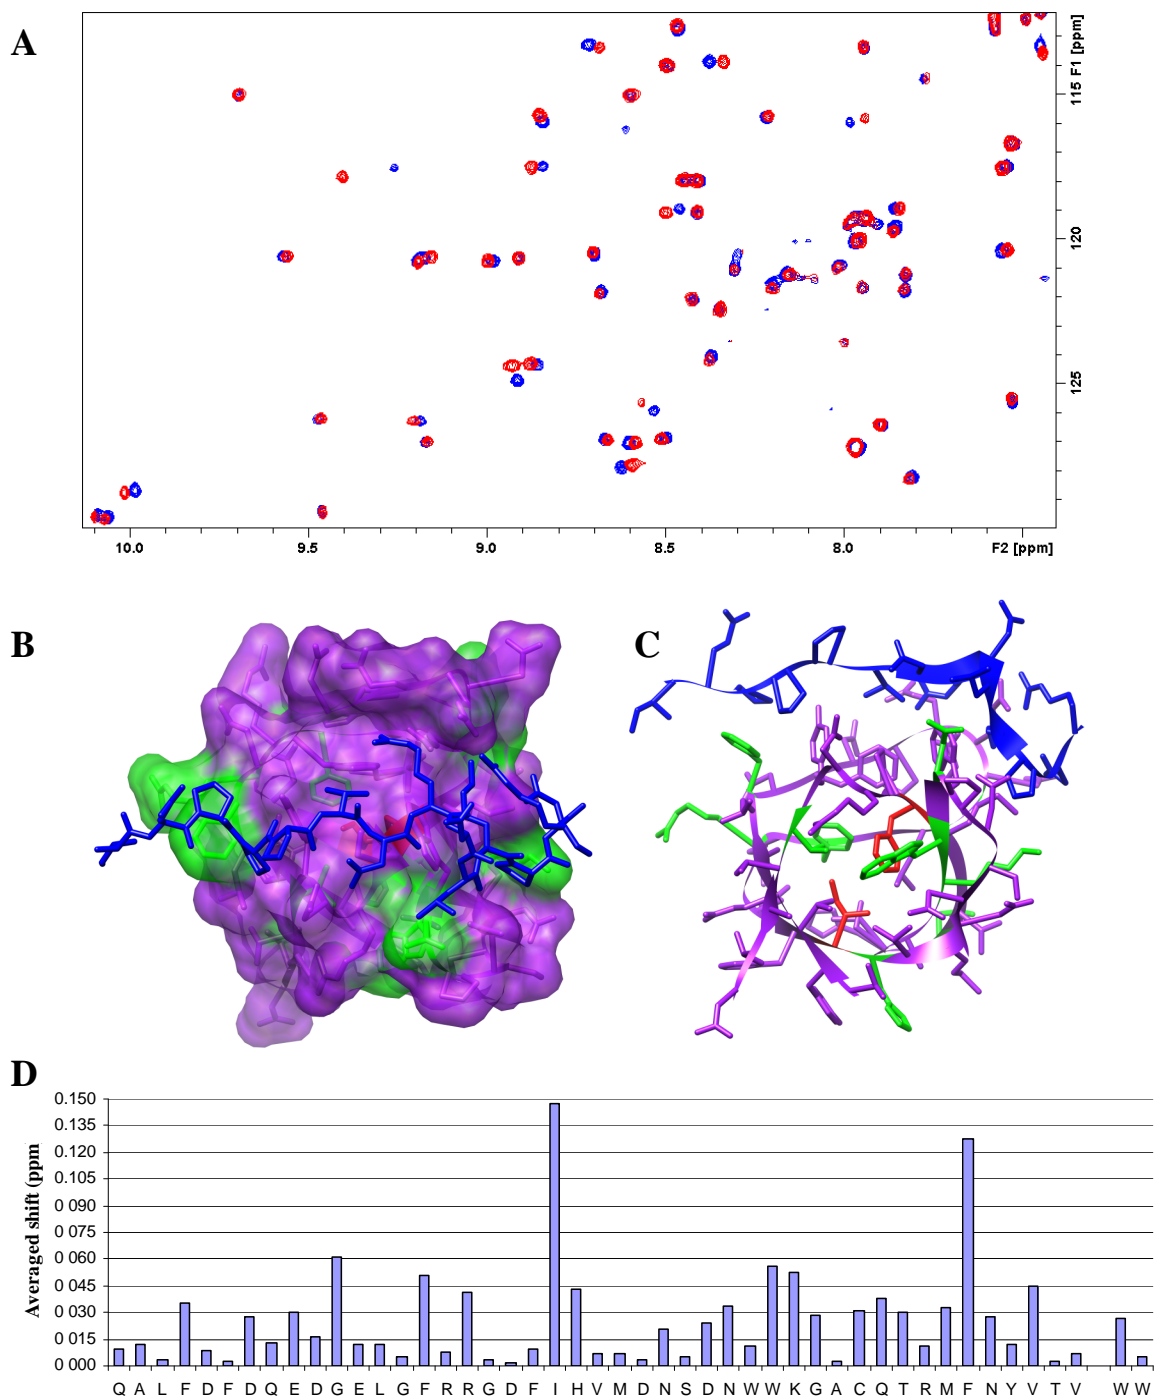 A
115 F1 [ppm]
120
125
10.0 9.5 9.0 8.5 8.0 F2 [ppm]
B
C
D
Averaged shift (ppm
0.150
0.135
0.120
0.105
0 090
0 075
0 060
0.045
0 030
0.015
0 000
Q A L F D F D Q E D G E L G F R R G D F I H V M D N S D N W W K G A C Q T R M F N Y V T V W W